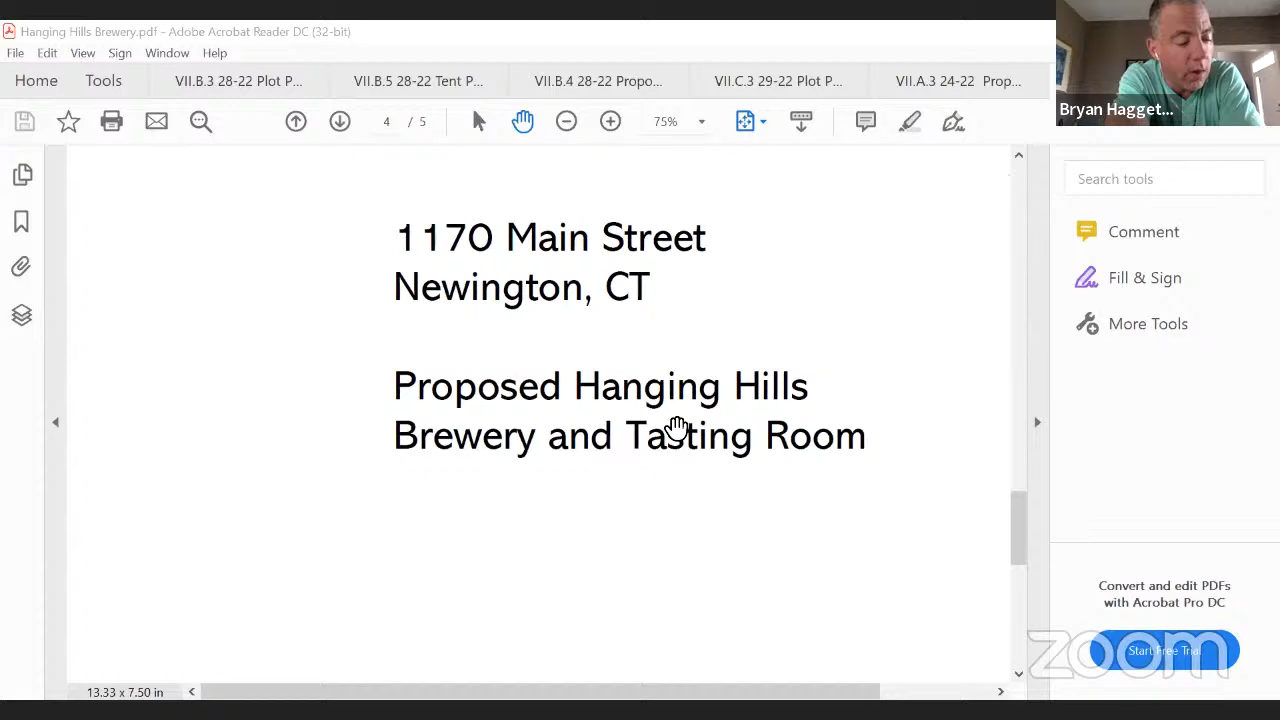 Hanging Hills Brewery.pdf - Adobe Acrobat Reader DC (32-bit)
File Edit View Sign Window Help
Home Tools VII.B.3 28-22 Plot P... VII.B.5 28-22 Tent P... VII.B.4 28-22 Propo... VII.C.3 29-22 Plot P... VII.A.3 24-22 Prop...
4 / 5 75%
Bryan Hagget...
Search tools
Comment
Fill & Sign
More Tools
1170 Main Street
Newington, CT
Proposed Hanging Hills
Brewery and Tasting Room
Convert and edit PDFs
with Acrobat Pro DC
Start Free Trial
zoom
13.33 x 7.50 in